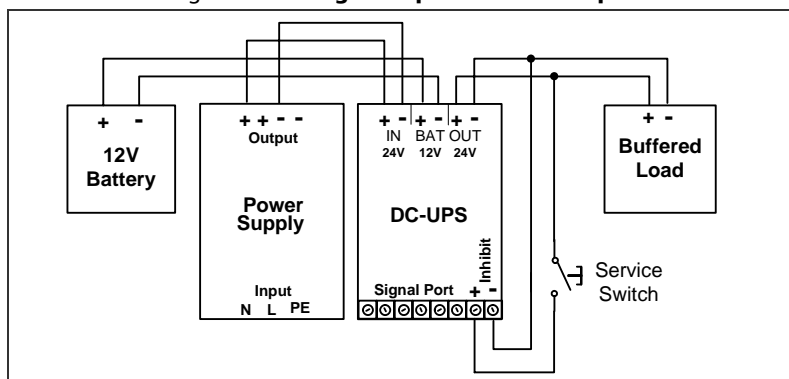 + -
12V
Battery
+ + - -
Output
Power
Supply
Input
N L PE
+ - + - + -
IN BAT OUT
24V 12V 24V
DC-UPS
Inhibit
Signal Port + -
+ -
Buffered
Load
Service
Switch